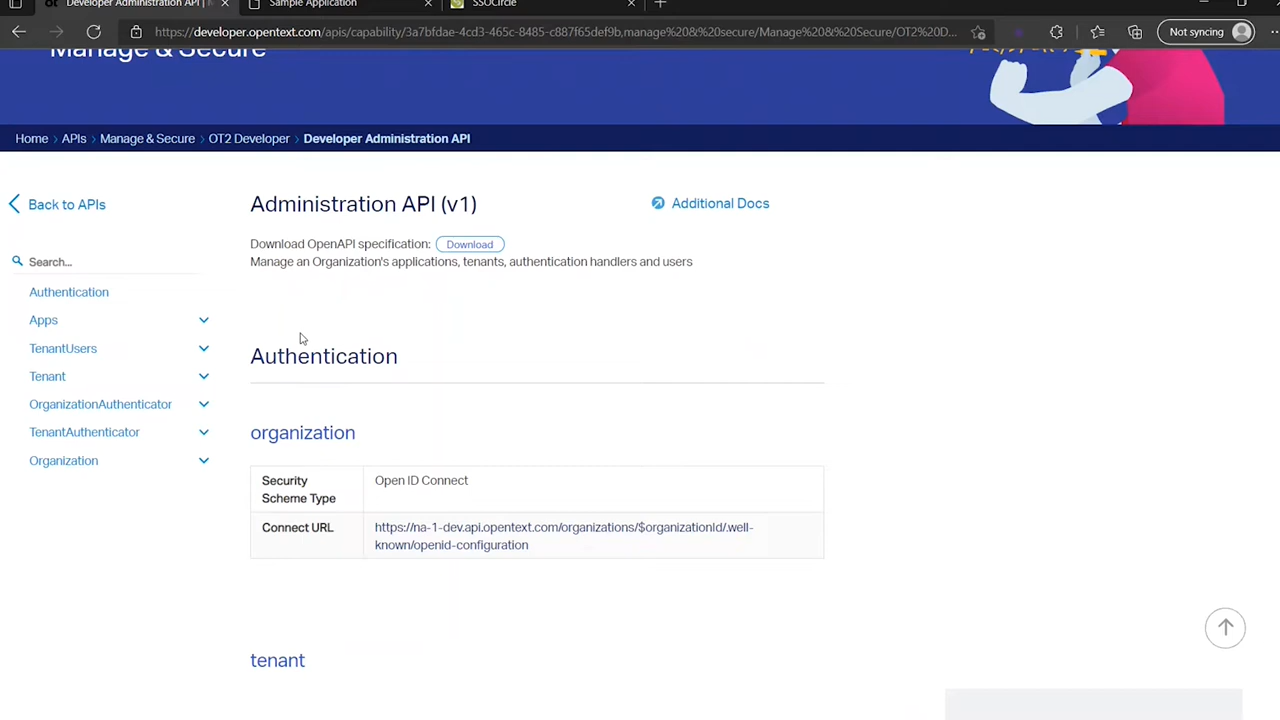 Developer Administration API |
Sample Application
SSOCircle
https://developer.opentext.com/apis/capability/3a7bfdae-4cd3-465c-8485-c887f65def9b,manage%20&%20secure/Manage%20&%20Secure/OT2%20D...
Not syncing
Manage & Secure
Home > APIs > Manage & Secure > OT2 Developer > Developer Administration API
Back to APIs
Search...
Authentication
Apps
TenantUsers
Tenant
OrganizationAuthenticator
TenantAuthenticator
Organization
Administration API (v1)
Additional Docs
Download OpenAPI specification: Download
Manage an Organization's applications, tenants, authentication handlers and users
Authentication
organization
Security Open ID Connect
Scheme Type
Connect URL https://na-1-dev.api.opentext.com/organizations/$organizationId/.well-
known/openid-configuration
tenant